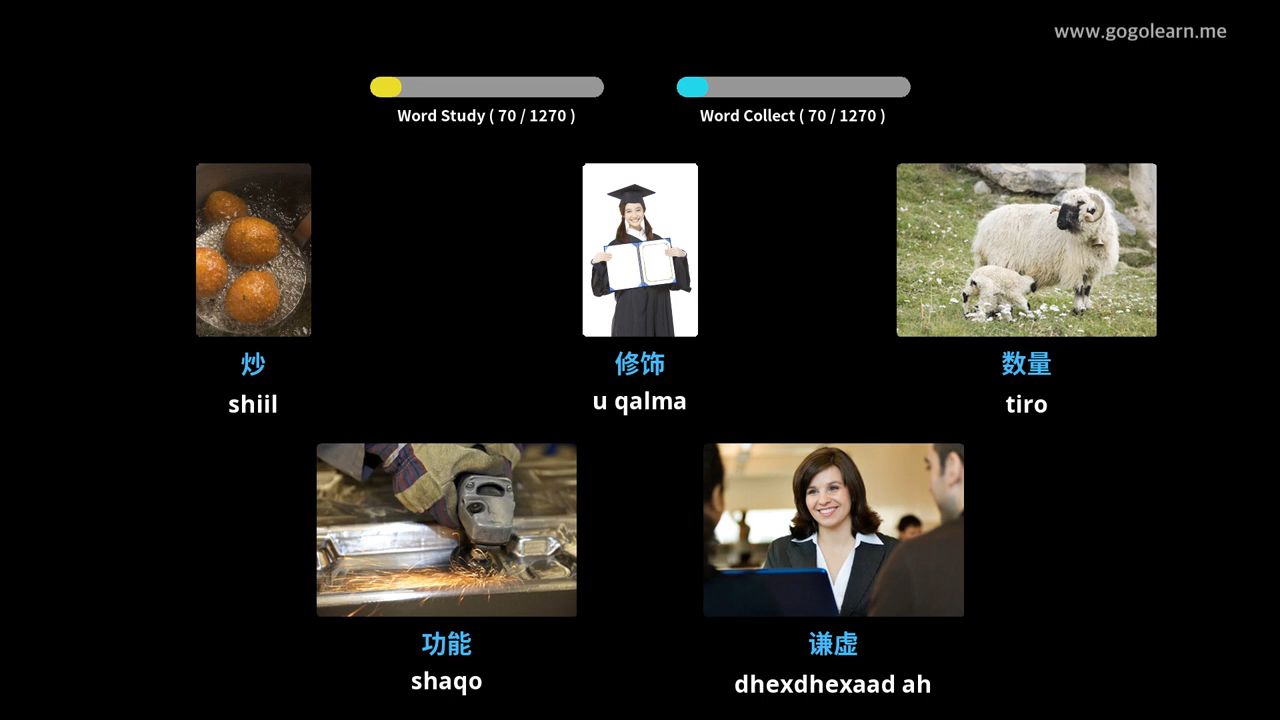 www.gogolearn.me
Word Study ( 70 / 1270 )
Word Collect ( 70 / 1270 )
炒
shiil
修饰
u qalma
数量
tiro
功能
shaqo
谦虚
dhexdhexaad ah